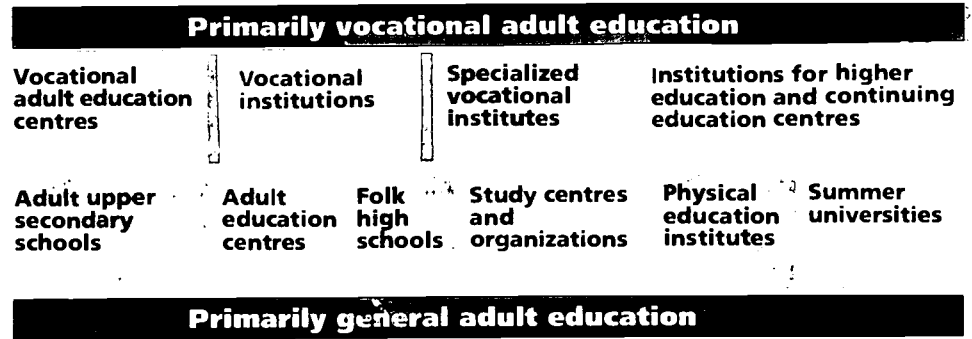 Primarily vocational adult education
Vocational
adult education
centres
Vocational
institutions
Specialized
vocational
institutes
Institutions for higher
education and continuing
education centres
Adult upper
secondary
schools
Adult
education
centres
Folk
high
schools
Study centres
and
organizations
Physical
education
institutes
Summer
universities
Primarily general adult education